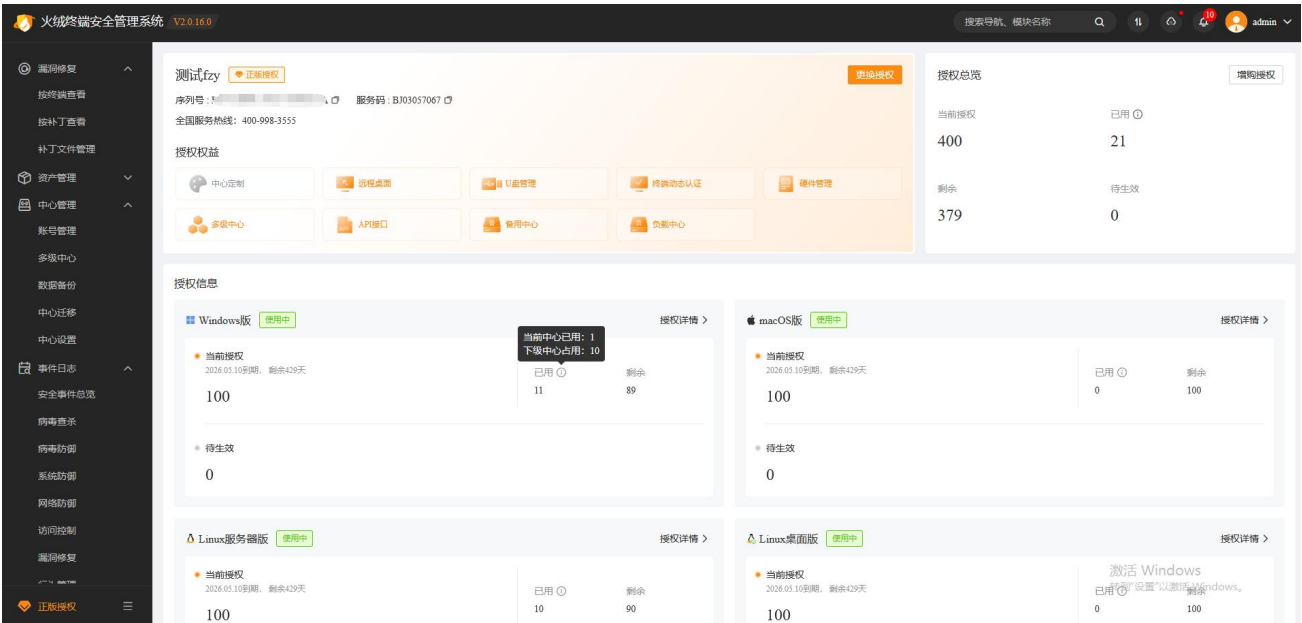 火绒终端安全管理系统 V2.0.16.0
搜索导航、模块名称
10
admin
漏洞修复
按终端查看
按补丁查看
补丁文件管理
资产管理
中心管理
账号管理
多级中心
数据备份
中心迁移
中心设置
事件日志
安全事件总览
病毒查杀
病毒防御
系统防御
网络防御
访问控制
漏洞修复
正版授权
测试fzy 正版授权
更换授权
序列号: 服务码: BJ03057067
全国服务热线: 400-998-3555
授权权益
中心定制 远程桌面 U盘管理 终端动态认证 硬件管理
多级中心 API接口 备用中心 负载中心
授权总览 增购授权
当前授权 已用
400 21
剩余 待生效
379 0
授权信息
Windows版 使用中 授权详情
当前中心已用: 1
下级中心占用: 10
当前授权
2026.05.10到期, 剩余429天
100
已用 剩余
11 89
待生效
0
macOS版 使用中 授权详情
当前授权
2026.05.10到期, 剩余429天
100
已用 剩余
0 100
待生效
0
Linux服务器版 使用中 授权详情
当前授权
2026.05.10到期, 剩余429天
100
已用 剩余
10 90
Linux桌面版 使用中 授权详情
当前授权
2026.05.10到期, 剩余429天
100
已用 剩余
0 100
激活 Windows
转到"设置"以激活 Windows。